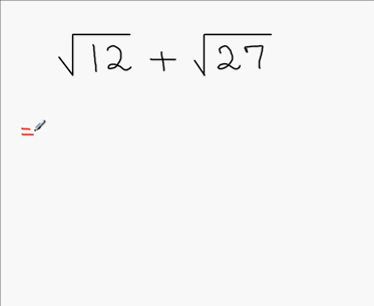 √12 + √27
=